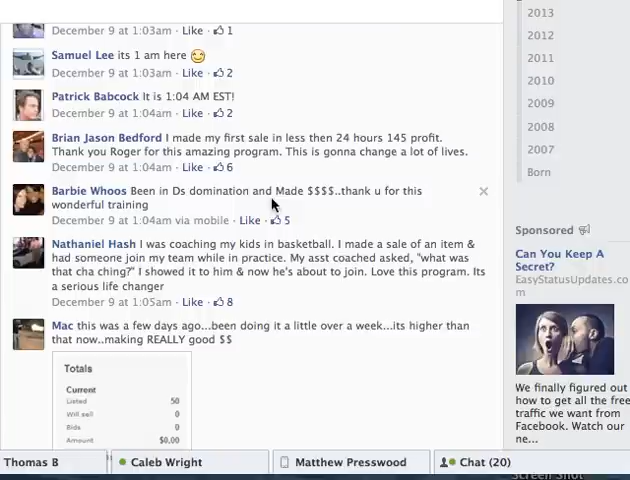 December 9 at 1:03am · Like · 1
Samuel Lee its 1 am here
December 9 at 1:03am · Like · 2
Patrick Babcock It is 1:04 AM EST!
December 9 at 1:04am · Like · 2
Brian Jason Bedford I made my first sale in less then 24 hours 145 profit.
Thank you Roger for this amazing program. This is gonna change a lot of lives.
December 9 at 1:04am · Like · 6
Barbie Whoos Been in Ds domination and Made $$$$..thank u for this
wonderful training
December 9 at 1:04am via mobile · Like · 5
Nathaniel Hash I was coaching my kids in basketball. I made a sale of an item &
had someone join my team while in practice. My asst coached asked, "what was
that cha ching?" I showed it to him & now he's about to join. Love this program. Its
a serious life changer
December 9 at 1:05am · Like · 8
Mac this was a few days ago...been doing it a little over a week...its higher than
that now..making REALLY good $$
Totals
Current
Listed 50
Will sell 0
Bids 0
Amount $0.00
2013
2012
2011
2010
2009
2008
2007
Born
Sponsored
Can You Keep A
Secret?
EasyStatusUpdates.co
m
We finally figured out
how to get all the free
traffic we want from
Facebook. Watch our
ne...
Thomas B
Caleb Wright
Matthew Presswood
Chat (20)
Screen Shot